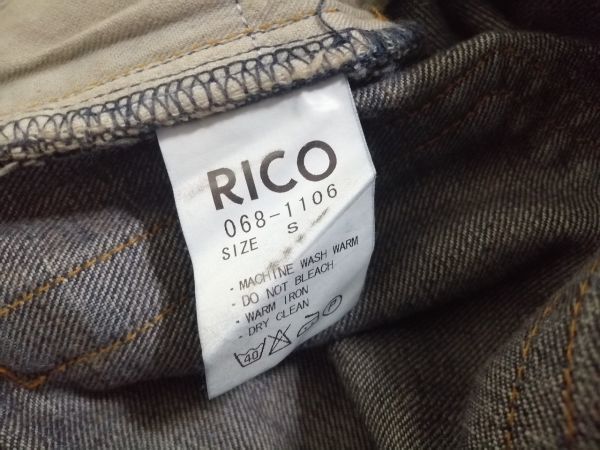 RICO
068-1106
SIZE S
· MACHINE WASH WARM
· DO NOT BLEACH
· WARM IRON
· DRY CLEAN
40 P